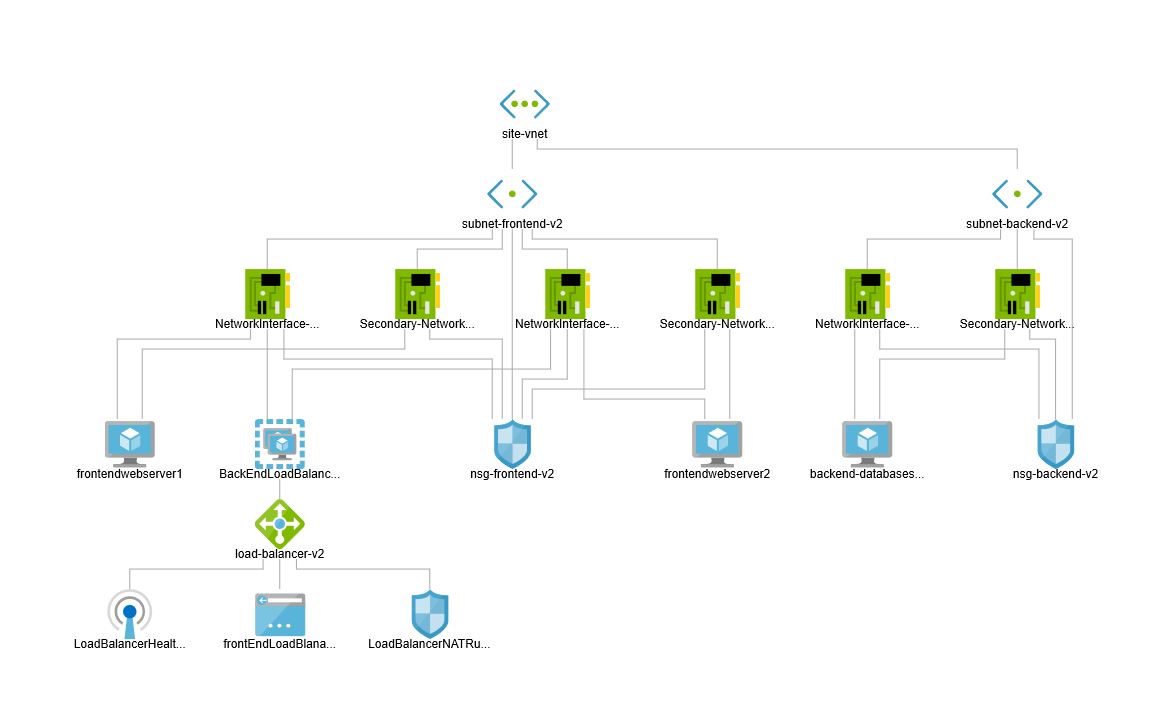 site-vnet
subnet-frontend-v2
subnet-backend-v2
NetworkInterface-...
Secondary-Network...
NetworkInterface-...
Secondary-Network...
NetworkInterface-...
Secondary-Network...
frontendwebserver1
BackEndLoadBalanc...
nsg-frontend-v2
frontendwebserver2
backend-databases...
nsg-backend-v2
load-balancer-v2
LoadBalancerHealt...
frontEndLoadBlana...
LoadBalancerNATRu...